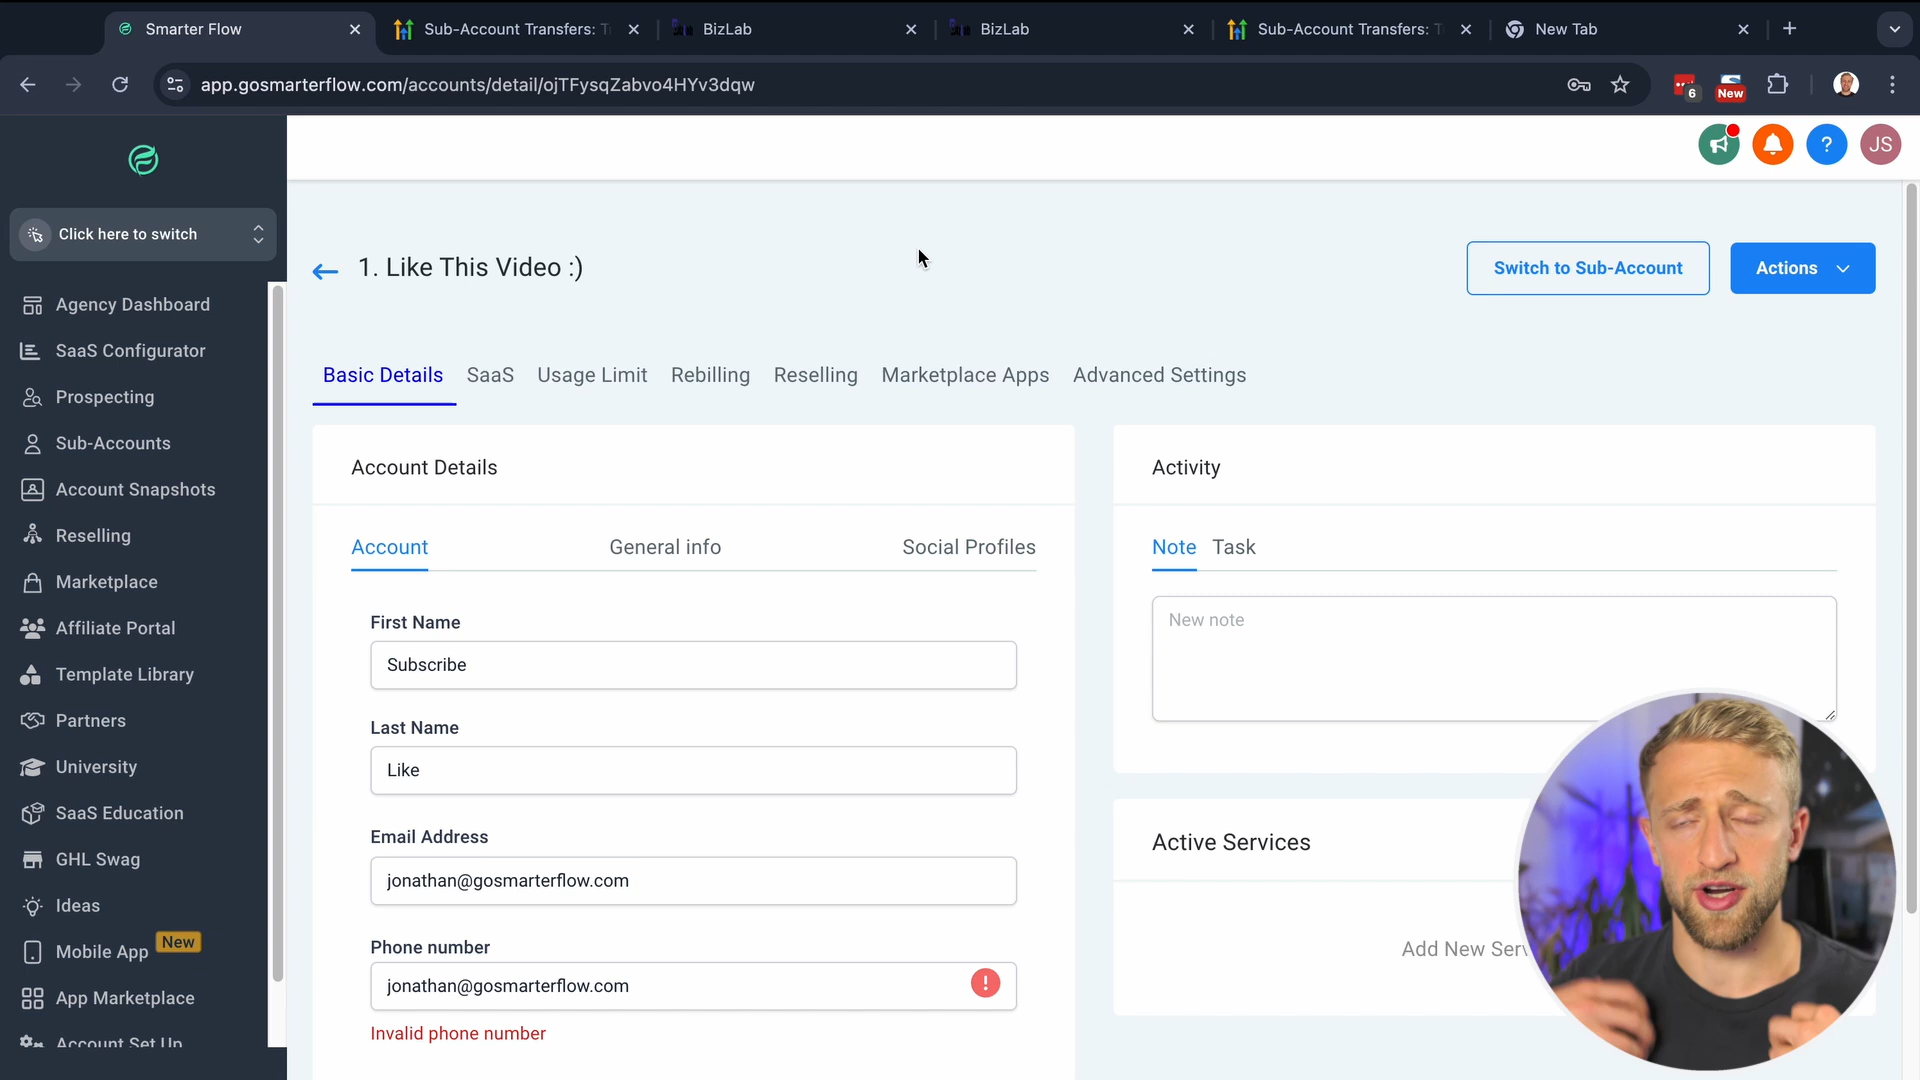 Smarter Flow
Sub-Account Transfers: T
BizLab
BizLab
Sub-Account Transfers: T
New Tab
app.gosmarterflow.com/accounts/detail/ojTFysqZabvo4HYv3dqw
6
New
JS
Click here to switch
Agency Dashboard
SaaS Configurator
Prospecting
Sub-Accounts
Account Snapshots
Reselling
Marketplace
Affiliate Portal
Template Library
Partners
University
SaaS Education
GHL Swag
Ideas
Mobile App New
App Marketplace
Account Set Up
1. Like This Video :)
Switch to Sub-Account
Actions
Basic Details SaaS Usage Limit Rebilling Reselling Marketplace Apps Advanced Settings
Account Details
Account General info Social Profiles
First Name
Subscribe
Last Name
Like
Email Address
jonathan@gosmarterflow.com
Phone number
jonathan@gosmarterflow.com
Invalid phone number
Activity
Note Task
New note
Active Services
Add New Serv